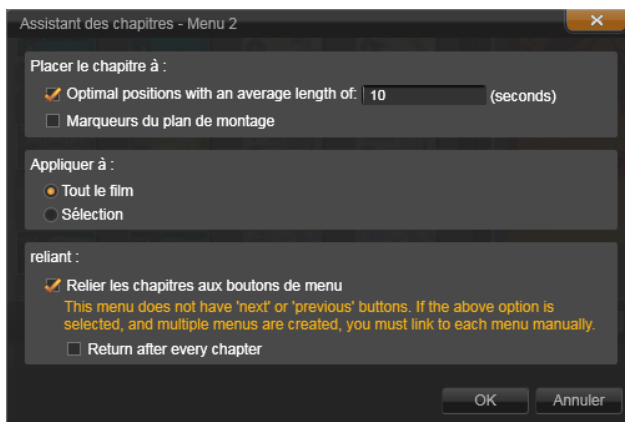 Assistant des chapitres - Menu 2
Placer le chapitre à :
Optimal positions with an average length of: 10 (seconds)
Marqueurs du plan de montage
Appliquer à :
Tout le film
Sélection
reliant :
Relier les chapitres aux boutons de menu
This menu does not have 'next' or 'previous' buttons. If the above option is
selected, and multiple menus are created, you must link to each menu manually.
Return after every chapter
OK Annuler